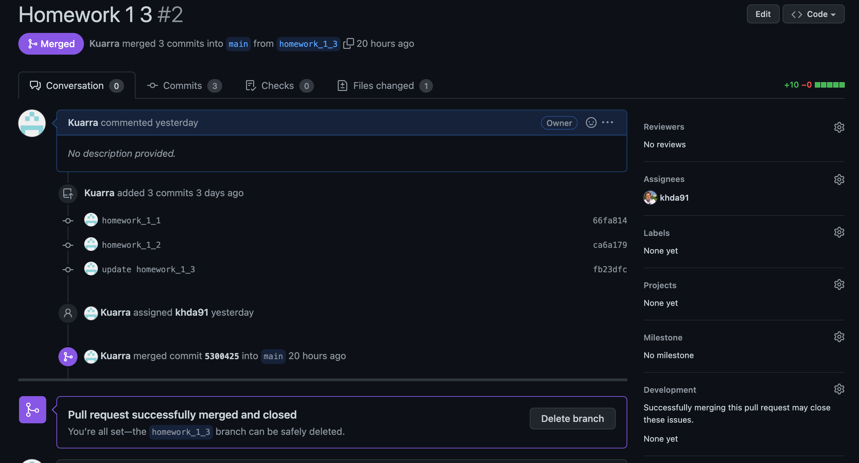 Homework 1 3 #2
Edit
<> Code
Merged
Kuarra merged 3 commits into main from homework_1_3 20 hours ago
Conversation 0
Commits 3
Checks 0
Files changed 1
+10 −0
Kuarra commented yesterday
Owner
No description provided.
Kuarra added 3 commits 3 days ago
homework_1_1
66fa814
homework_1_2
ca6a179
update homework_1_3
fb23dfc
Kuarra assigned khda91 yesterday
Kuarra merged commit 5300425 into main 20 hours ago
Pull request successfully merged and closed
You're all set—the homework_1_3 branch can be safely deleted.
Delete branch
Reviewers
No reviews
Assignees
khda91
Labels
None yet
Projects
None yet
Milestone
No milestone
Development
Successfully merging this pull request may close
these issues.
None yet